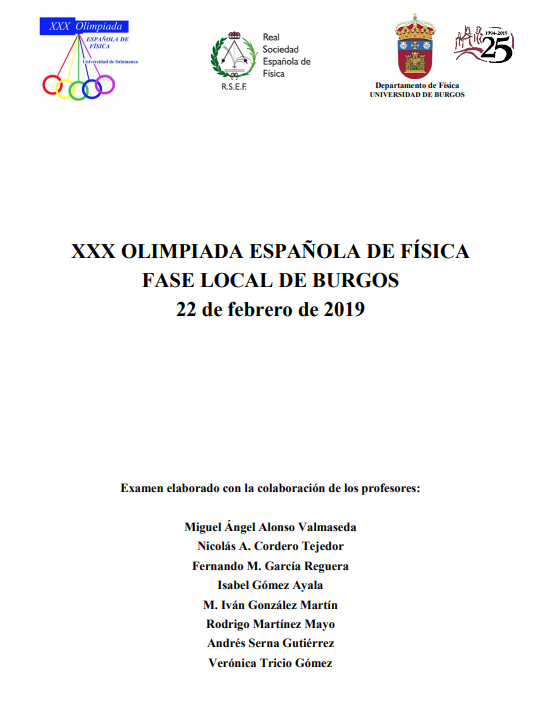 XXX Olimpiada
ESPAÑOLA DE
FÍSICA
Universidad de Salamanca
Real
Sociedad
Española de
Física
R.S.E.F.
1994-2019
25
Departamento de Física
UNIVERSIDAD DE BURGOS
XXX OLIMPIADA ESPAÑOLA DE FÍSICA
FASE LOCAL DE BURGOS
22 de febrero de 2019
Examen elaborado con la colaboración de los profesores:
Miguel Ángel Alonso Valmaseda
Nicolás A. Cordero Tejedor
Fernando M. García Reguera
Isabel Gómez Ayala
M. Iván González Martín
Rodrigo Martínez Mayo
Andrés Serna Gutiérrez
Verónica Tricio Gómez